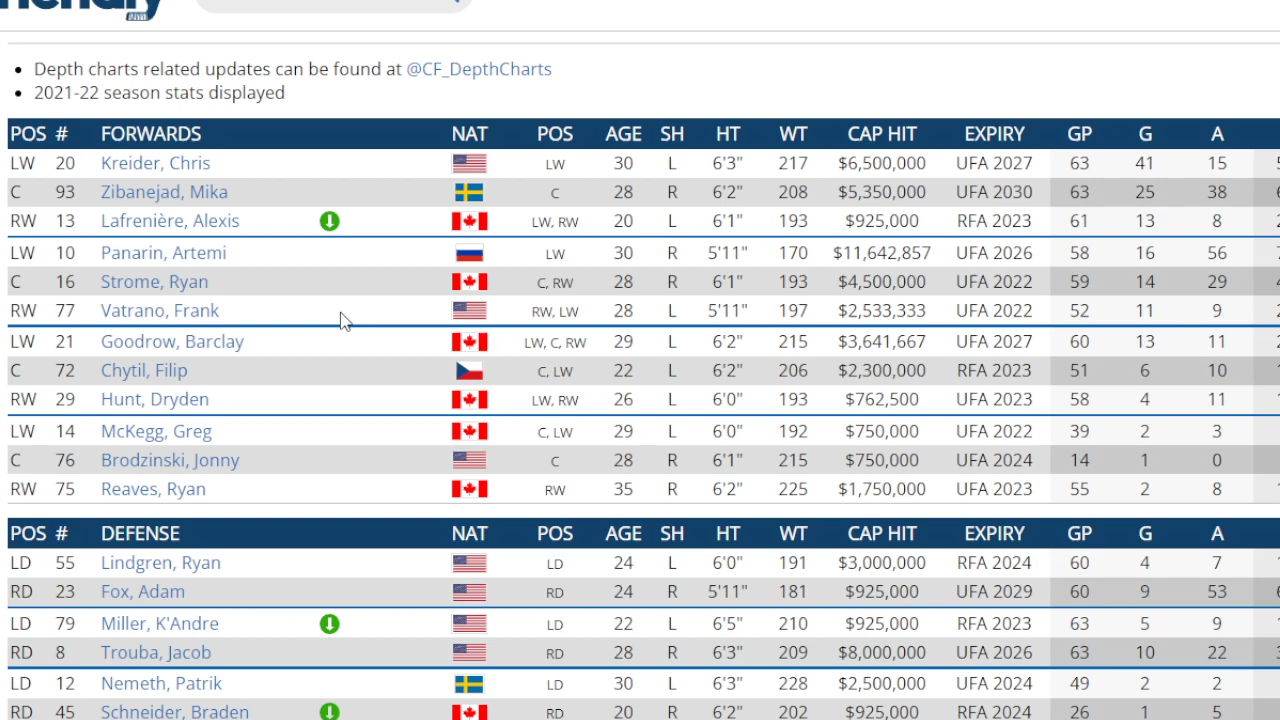 • Depth charts related updates can be found at @CF_DepthCharts
• 2021-22 season stats displayed
POS # FORWARDS NAT POS AGE SH HT WT CAP HIT EXPIRY GP G A
LW 20 Kreider, Chris LW 30 L 6'3" 217 $6,500,000 UFA 2027 63 41 15
C 93 Zibanejad, Mika C 28 R 6'2" 208 $5,350,000 UFA 2030 63 25 38
RW 13 Lafrenière, Alexis LW, RW 20 L 6'1" 193 $925,000 RFA 2023 61 13 8
LW 10 Panarin, Artemi LW 30 R 5'11" 170 $11,642,857 UFA 2026 58 16 56
C 16 Strome, Ryan C, RW 28 R 6'1" 193 $4,500,000 UFA 2022 59 14 29
RW 77 Vatrano, Frank RW, LW 28 L 5'11" 197 $2,533,333 UFA 2022 52 11 9
LW 21 Goodrow, Barclay LW, C, RW 29 L 6'2" 215 $3,641,667 UFA 2027 60 13 11
C 72 Chytil, Filip C, LW 22 L 6'2" 206 $2,300,000 RFA 2023 51 6 10
RW 29 Hunt, Dryden LW, RW 26 L 6'0" 193 $762,500 UFA 2023 58 4 11
LW 14 McKegg, Greg C, LW 29 L 6'0" 192 $750,000 UFA 2022 39 2 3
C 76 Brodzinski, Jonny C 28 R 6'1" 215 $750,000 UFA 2024 14 1 0
RW 75 Reaves, Ryan RW 35 R 6'2" 225 $1,750,000 UFA 2023 55 2 8
POS # DEFENSE NAT POS AGE SH HT WT CAP HIT EXPIRY GP G A
LD 55 Lindgren, Ryan LD 24 L 6'0" 191 $3,000,000 RFA 2024 60 4 7
RD 23 Fox, Adam RD 24 R 5'11" 181 $925,000 UFA 2029 60 9 53
LD 79 Miller, K'Andre LD 22 L 6'5" 210 $925,000 RFA 2023 63 5 9
RD 8 Trouba, Jacob RD 28 R 6'3" 209 $8,000,000 UFA 2026 63 10 22
LD 12 Nemeth, Patrik LD 30 L 6'3" 228 $2,500,000 UFA 2024 49 2 2
RD 45 Schneider, Braden RD 20 R 6'2" 202 $925,000 RFA 2024 26 1 5